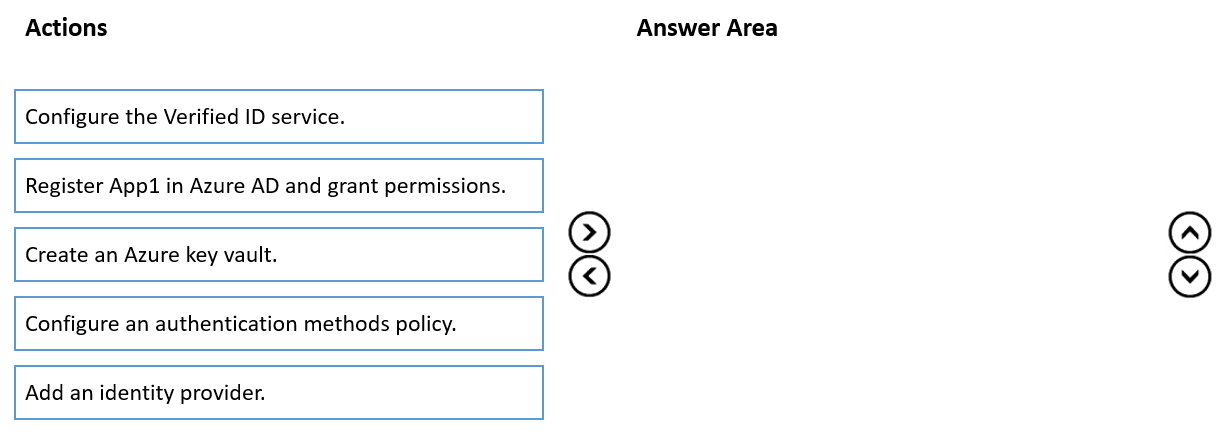 Actions
Answer Area
Configure the Verified ID service.
Register App1 in Azure AD and grant permissions.
Create an Azure key vault.
Configure an authentication methods policy.
Add an identity provider.